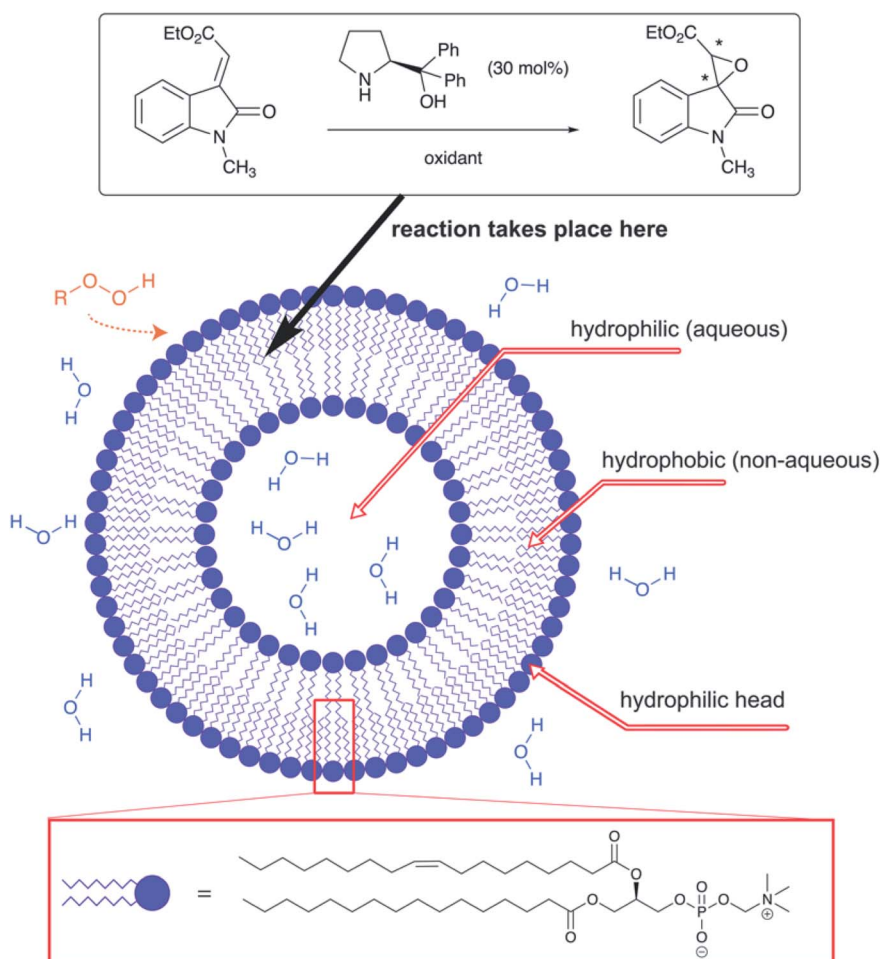 EtO2C
N
CH3
O
N
H
Ph
Ph
OH
(30 mol%)
oxidant
EtO2C
*
O
*
O
N
CH3
reaction takes place here
R O O H
H O H
hydrophilic (aqueous)
H O H
H O H
hydrophobic (non-aqueous)
H O H
H O H
H O H
H O H
H O H
hydrophilic head
H O H
H O H
=
O
O
O
O
O
O P O
O
⊖
N
⊕